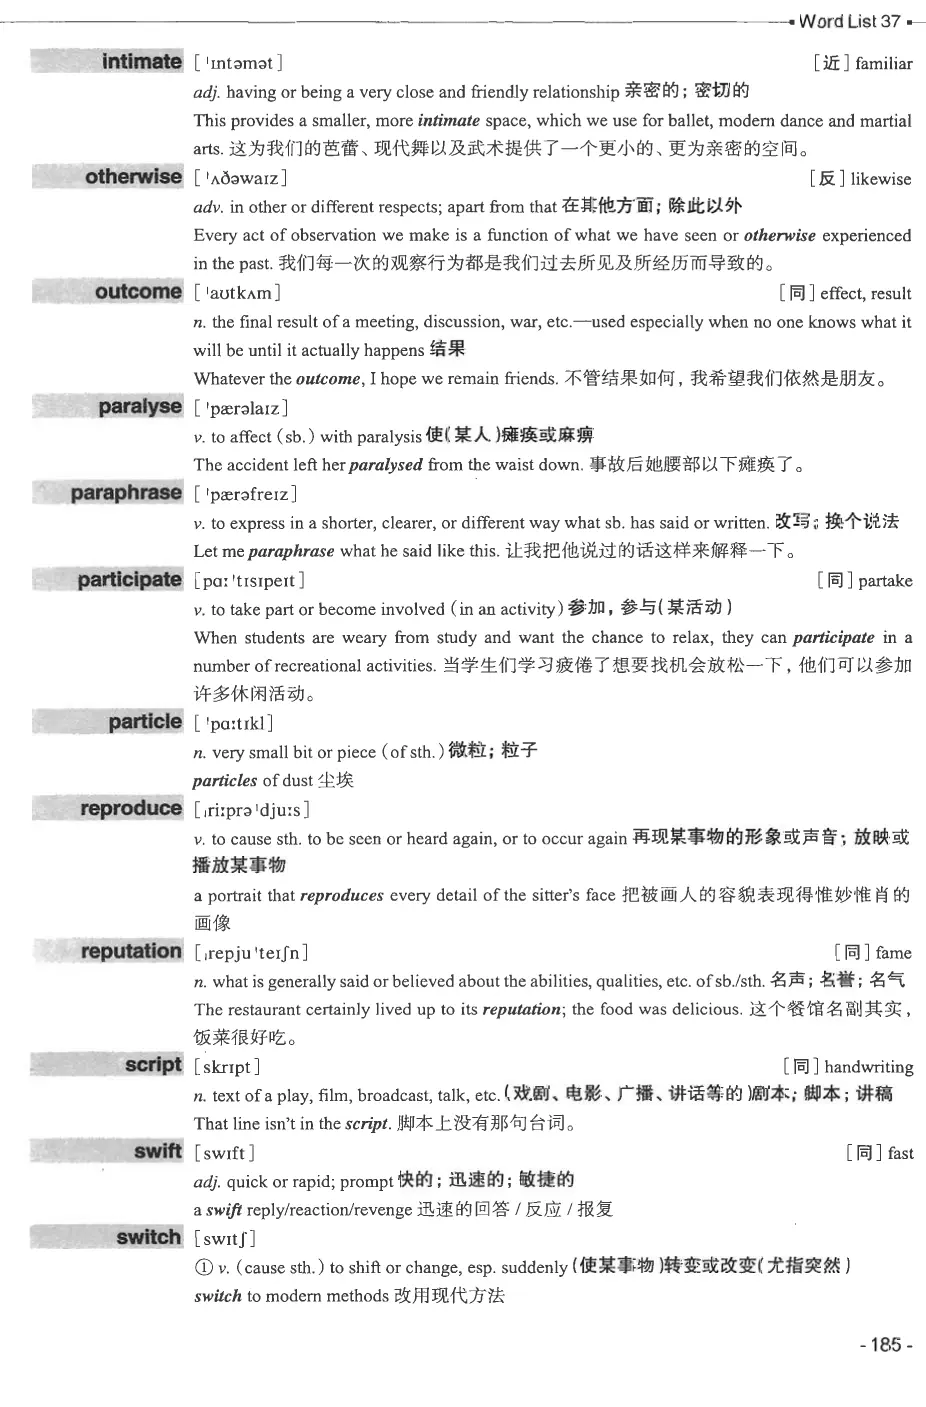 Word List 37
intimate [ ˈɪntəmət ] [ 近 ] familiar
adj. having or being a very close and friendly relationship 亲密的；密切的
This provides a smaller, more intimate space, which we use for ballet, modern dance and martial
arts. 这为我们的芭蕾、现代舞以及武术提供了一个更小的、更为亲密的空间。
otherwise [ ˈʌðəwaɪz ] [ 反 ] likewise
adv. in other or different respects; apart from that 在其他方面；除此以外
Every act of observation we make is a function of what we have seen or otherwise experienced
in the past. 我们每一次的观察行为都是我们过去所见及所经历而导致的。
outcome [ ˈaʊtkʌm ] [ 同 ] effect, result
n. the final result of a meeting, discussion, war, etc.—used especially when no one knows what it
will be until it actually happens 结果
Whatever the outcome, I hope we remain friends. 不管结果如何，我希望我们依然是朋友。
paralyse [ ˈpærəlaɪz ]
v. to affect (sb.) with paralysis 使(某人)瘫痪或麻痹
The accident left her paralysed from the waist down. 事故后她腰部以下瘫痪了。
paraphrase [ ˈpærəfreɪz ]
v. to express in a shorter, clearer, or different way what sb. has said or written. 改写；换个说法
Let me paraphrase what he said like this. 让我把他说过的话这样来解释一下。
participate [pɑːˈtɪsɪpeɪt ] [ 同 ] partake
v. to take part or become involved (in an activity) 参加，参与(某活动)
When students are weary from study and want the chance to relax, they can participate in a
number of recreational activities. 当学生们学习疲倦了想要找机会放松一下，他们可以参加
许多休闲活动。
particle [ ˈpɑːtɪkl ]
n. very small bit or piece (of sth.) 微粒；粒子
particles of dust 尘埃
reproduce [ˌriːprəˈdjuːs ]
v. to cause sth. to be seen or heard again, or to occur again 再现某事物的形象或声音；放映或
播放某事物
a portrait that reproduces every detail of the sitter's face 把被画人的容貌表现得惟妙惟肖的
画像
reputation [ˌrepjuˈteɪʃn ] [ 同 ] fame
n. what is generally said or believed about the abilities, qualities, etc. of sb./sth. 名声；名誉；名气
The restaurant certainly lived up to its reputation; the food was delicious. 这个餐馆名副其实，
饭菜很好吃。
script [skrɪpt ] [ 同 ] handwriting
n. text of a play, film, broadcast, talk, etc. (戏剧、电影、广播、讲话等的)剧本；脚本；讲稿
That line isn't in the script. 脚本上没有那句台词。
swift [swɪft ] [ 同 ] fast
adj. quick or rapid; prompt 快的；迅速的；敏捷的
a swift reply/reaction/revenge 迅速的回答 / 反应 / 报复
switch [swɪtʃ ]
① v. (cause sth.) to shift or change, esp. suddenly (使某事物)转变或改变(尤指突然)
switch to modern methods 改用现代方法
- 185 -